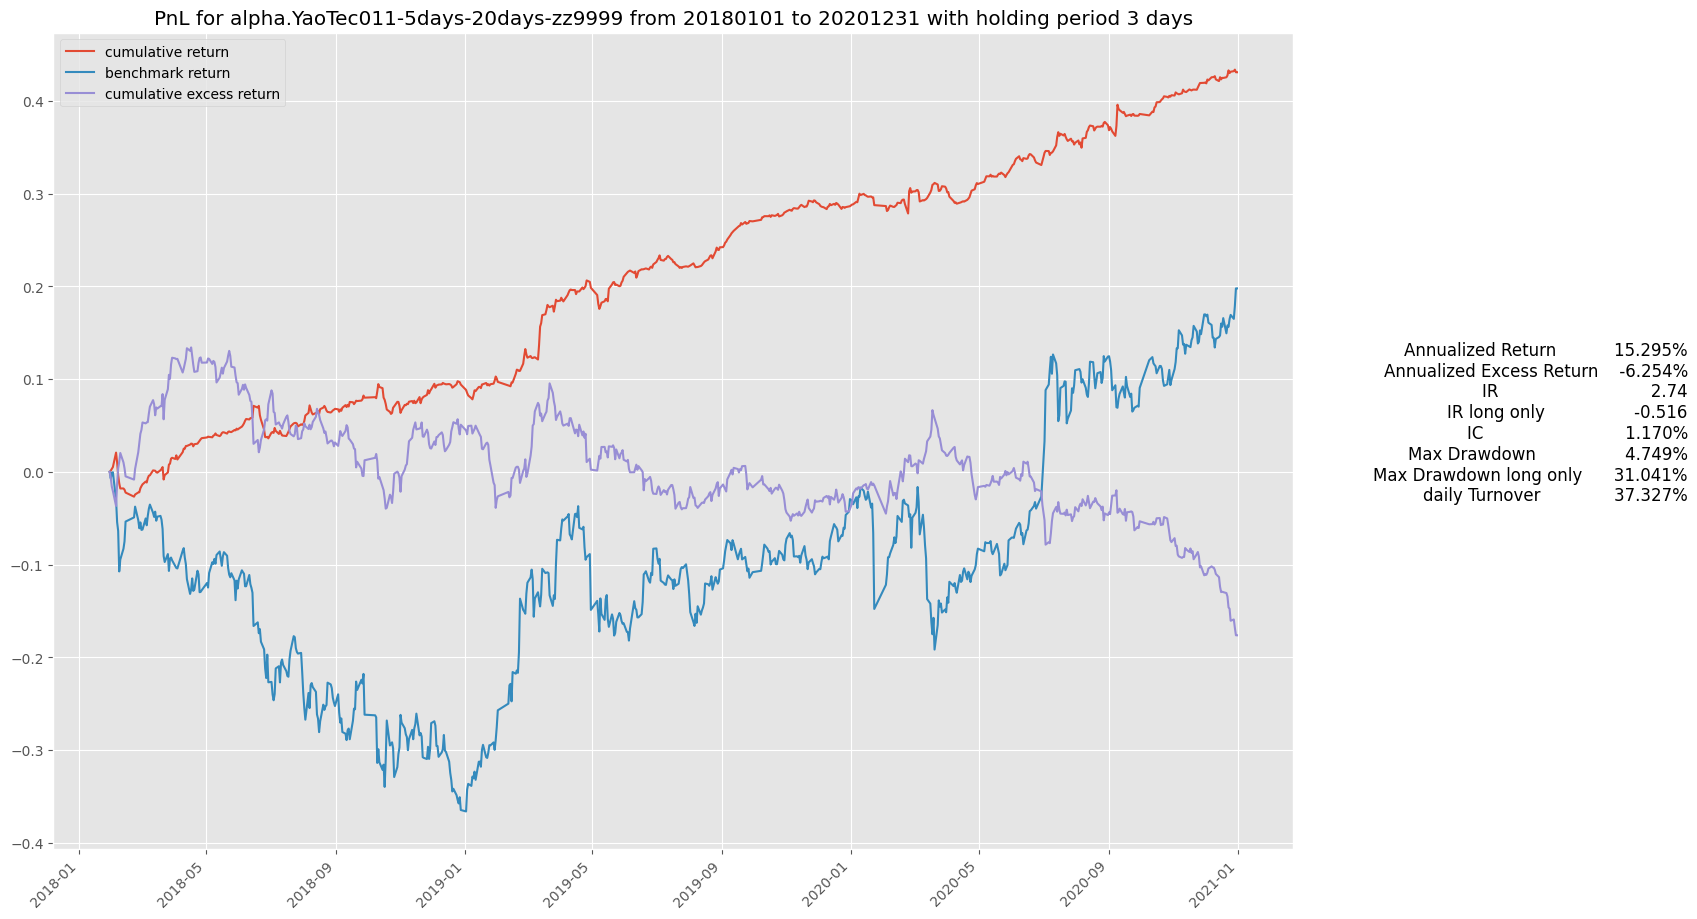 PnL for alpha.YaoTec011-5days-20days-zz9999 from 20180101 to 20201231 with holding period 3 days
cumulative return
benchmark return
cumulative excess return
0.4
0.3
0.2
0.1
0.0
−0.1
−0.2
−0.3
−0.4
2018-01
2018-05
2018-09
2019-01
2019-05
2019-09
2020-01
2020-05
2020-09
2021-01
Annualized Return 15.295%
Annualized Excess Return -6.254%
IR 2.74
IR long only -0.516
IC 1.170%
Max Drawdown 4.749%
Max Drawdown long only 31.041%
daily Turnover 37.327%